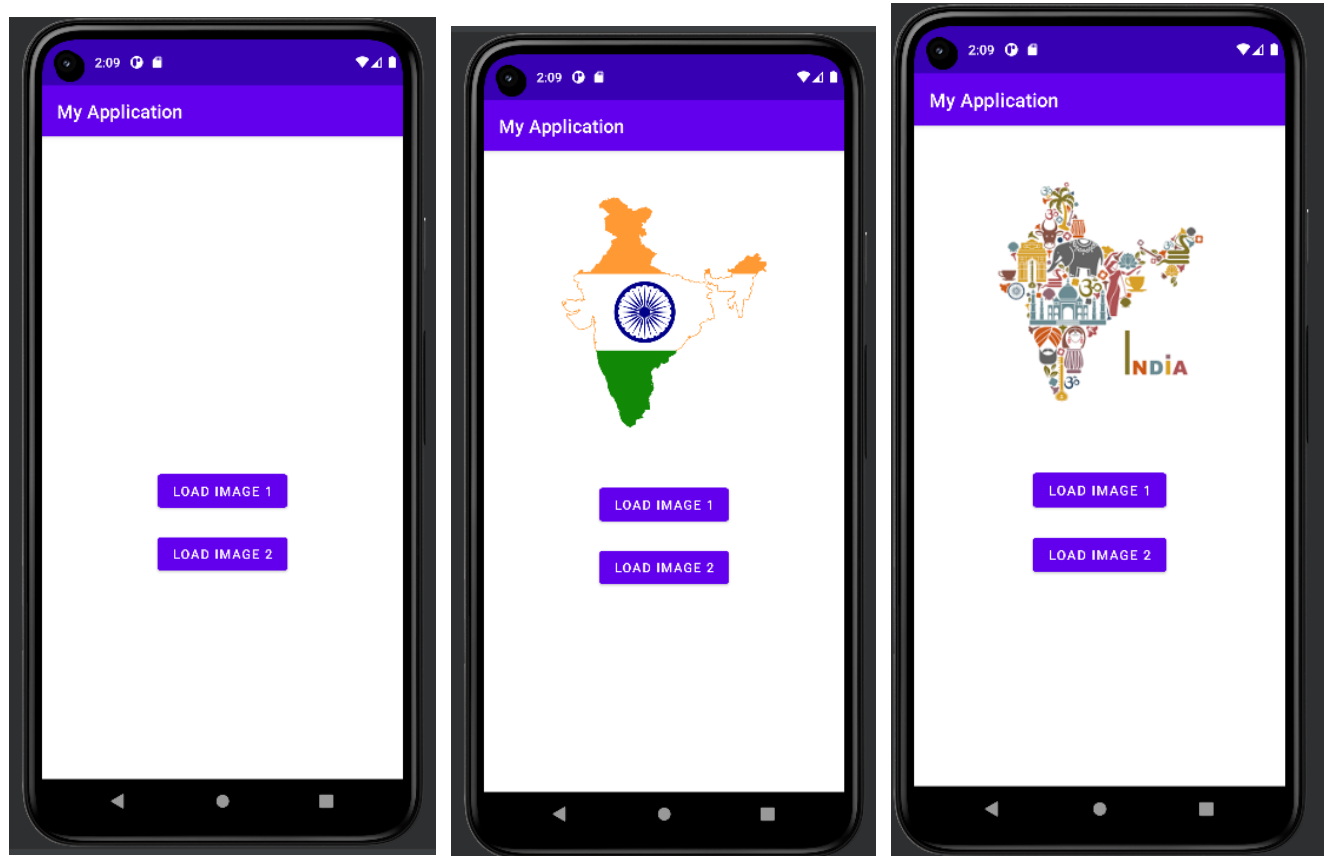 2:09
My Application
LOAD IMAGE 1
LOAD IMAGE 2
2:09
My Application
LOAD IMAGE 1
LOAD IMAGE 2
2:09
My Application
ॐ
ॐ
ॐ
ॐ
INDiA
LOAD IMAGE 1
LOAD IMAGE 2